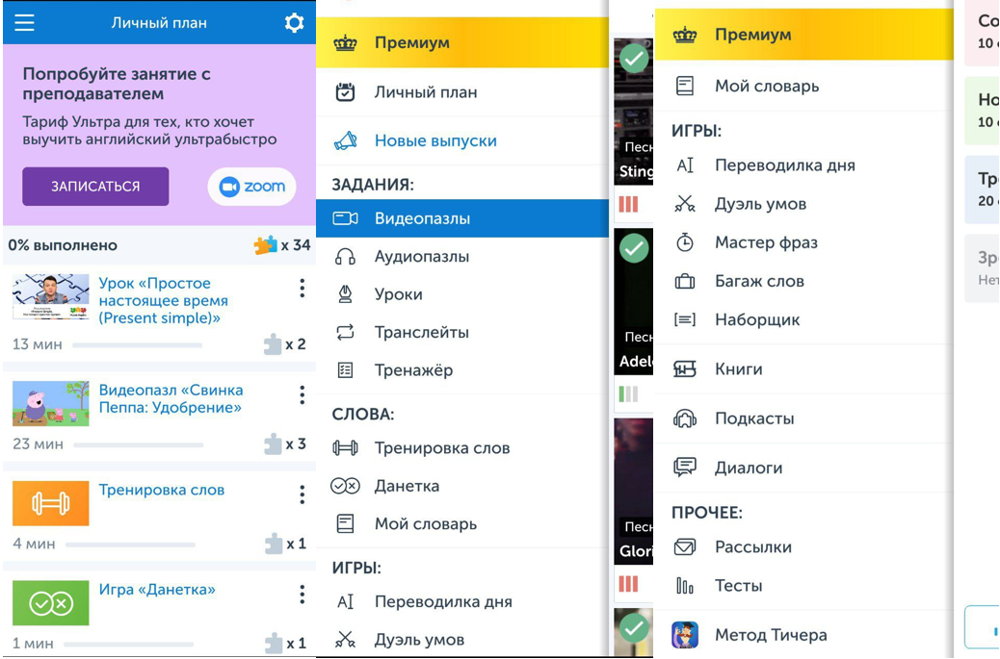 Личный план
Попробуйте занятие с
преподавателем
Тариф Ультра для тех, кто хочет
выучить английский ультрабыстро
ЗАПИСАТЬСЯ
zoom
0% выполнено
x 34
Урок «Простое
настоящее время
(Present simple)»
13 мин
x 2
Видеопазл «Свинка
Пеппа: Удобрение»
23 мин
x 3
Тренировка слов
4 мин
x 1
Игра «Данетка»
1 мин
x 1
Премиум
Личный план
Новые выпуски
ЗАДАНИЯ:
Видеопазлы
Аудиопазлы
Уроки
Транслейты
Тренажёр
СЛОВА:
Тренировка слов
Данетка
Мой словарь
ИГРЫ:
Переводилка дня
Дуэль умов
Песн
Sting
Песн
Adele
Песн
Glori
Премиум
Мой словарь
ИГРЫ:
Переводилка дня
Дуэль умов
Мастер фраз
Багаж слов
Наборщик
Книги
Подкасты
Диалоги
ПРОЧЕЕ:
Рассылки
Тесты
Метод Тичера
Со
10
Но
10
Тр
20
Зр
Нет